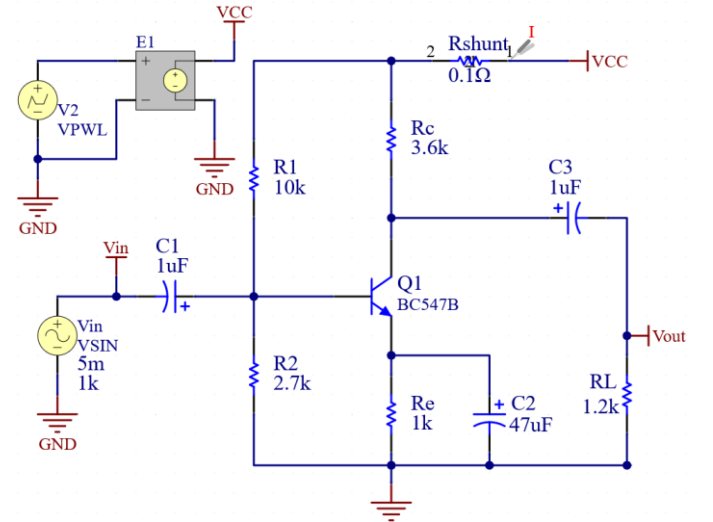 VCC
E1
V2
VPWL
GND
GND
2
Rshunt
1
I
0.1Ω
VCC
R1
10k
Rc
3.6k
C3
1uF
Vin
C1
1uF
Q1
BC547B
Vin
VSIN
5m
1k
GND
R2
2.7k
Re
1k
C2
47uF
Vout
RL
1.2k